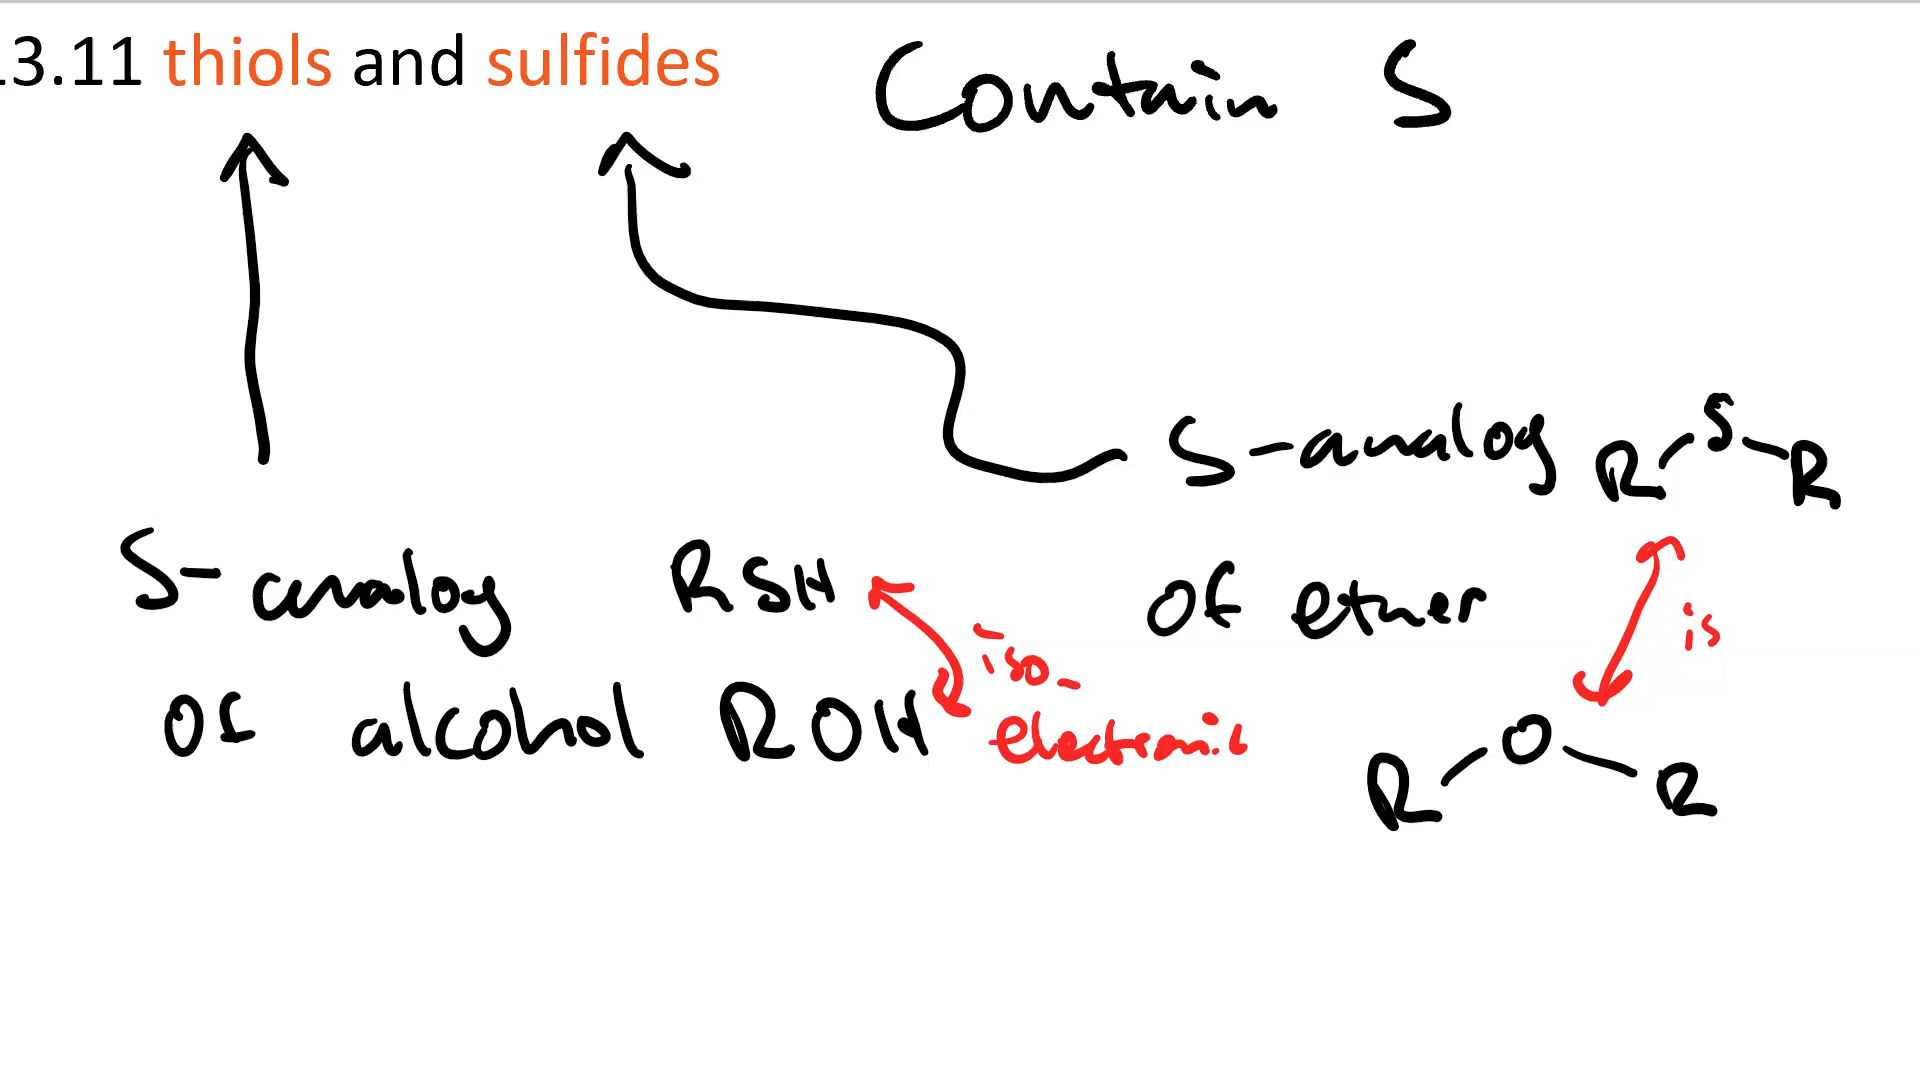 .3.11 thiols and sulfides
Contain S
S-analog
of ether
R S R
is
R O R
S-analog RSH
of alcohol ROH
iso-
electronic